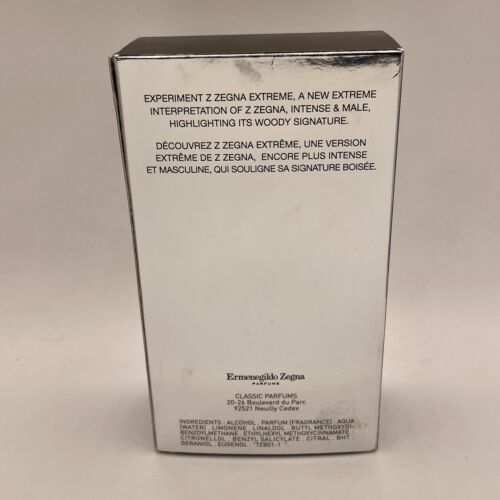 EXPERIMENT Z ZEGNA EXTREME, A NEW EXTREME
INTERPRETATION OF Z ZEGNA, INTENSE & MALE,
HIGHLIGHTING ITS WOODY SIGNATURE.
DÉCOUVREZ Z ZEGNA EXTRÊME, UNE VERSION
EXTRÊME DE Z ZEGNA, ENCORE PLUS INTENSE
ET MASCULINE, QUI SOULIGNE SA SIGNATURE BOISÉE.
Ermenegildo Zegna
PARFUMS
CLASSIC PARFUMS
20-26 Boulevard du Parc
92521 Neuilly Cedex
INGREDIENTS . ALCOHOL . PARFUM (FRAGRANCE) . AQUA
(WATER) . LIMONENE . LINALOOL . BUTYL METHOXYDI-
BENZOYLMETHANE . ETHYLHEXYL METHOXYCINNAMATE .
CITRONELLOL . BENZYL SALICYLATE . CITRAL . BHT .
GERANIOL . EUGENOL . "7ZB01-1".